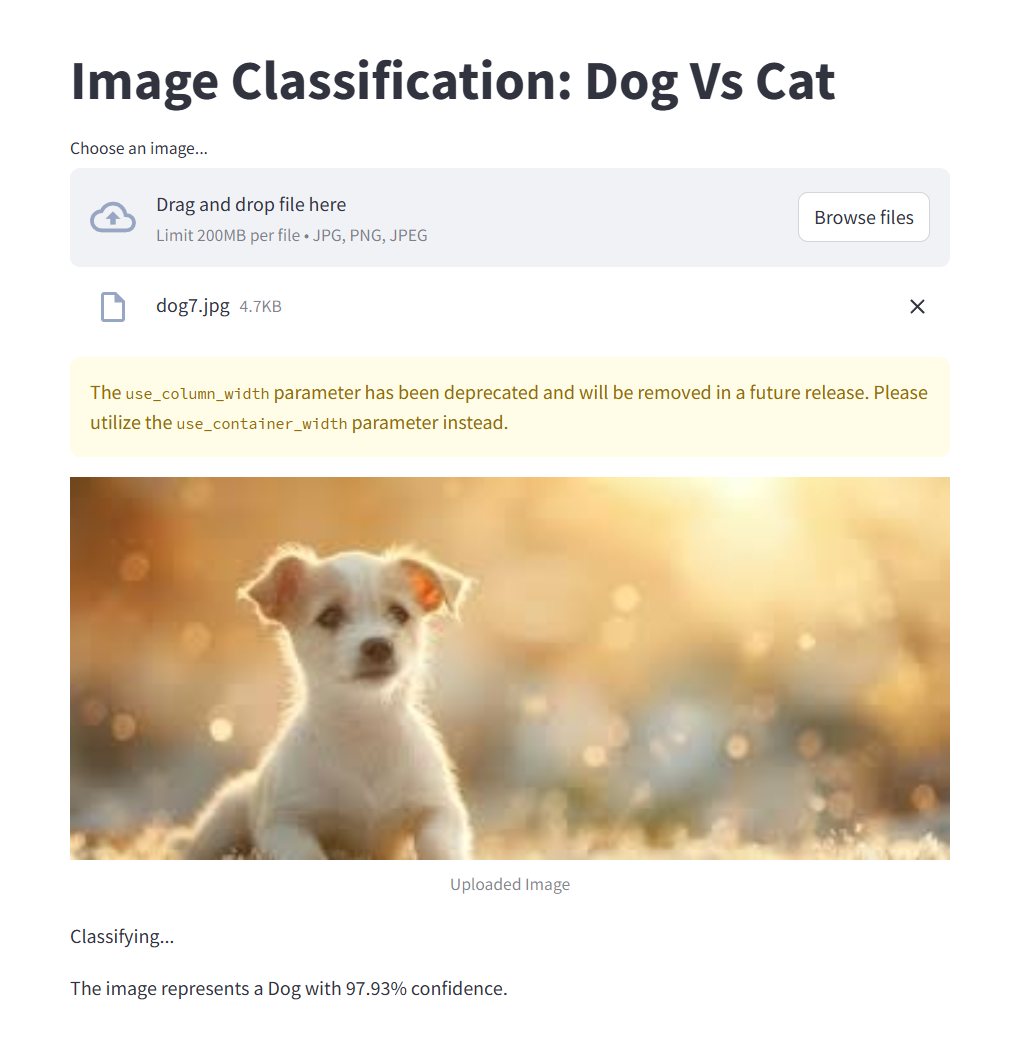 Image Classification: Dog Vs Cat
Choose an image...
Drag and drop file here
Limit 200MB per file • JPG, PNG, JPEG
Browse files
dog7.jpg 4.7KB
The use_column_width parameter has been deprecated and will be removed in a future release. Please
utilize the use_container_width parameter instead.
Uploaded Image
Classifying...
The image represents a Dog with 97.93% confidence.